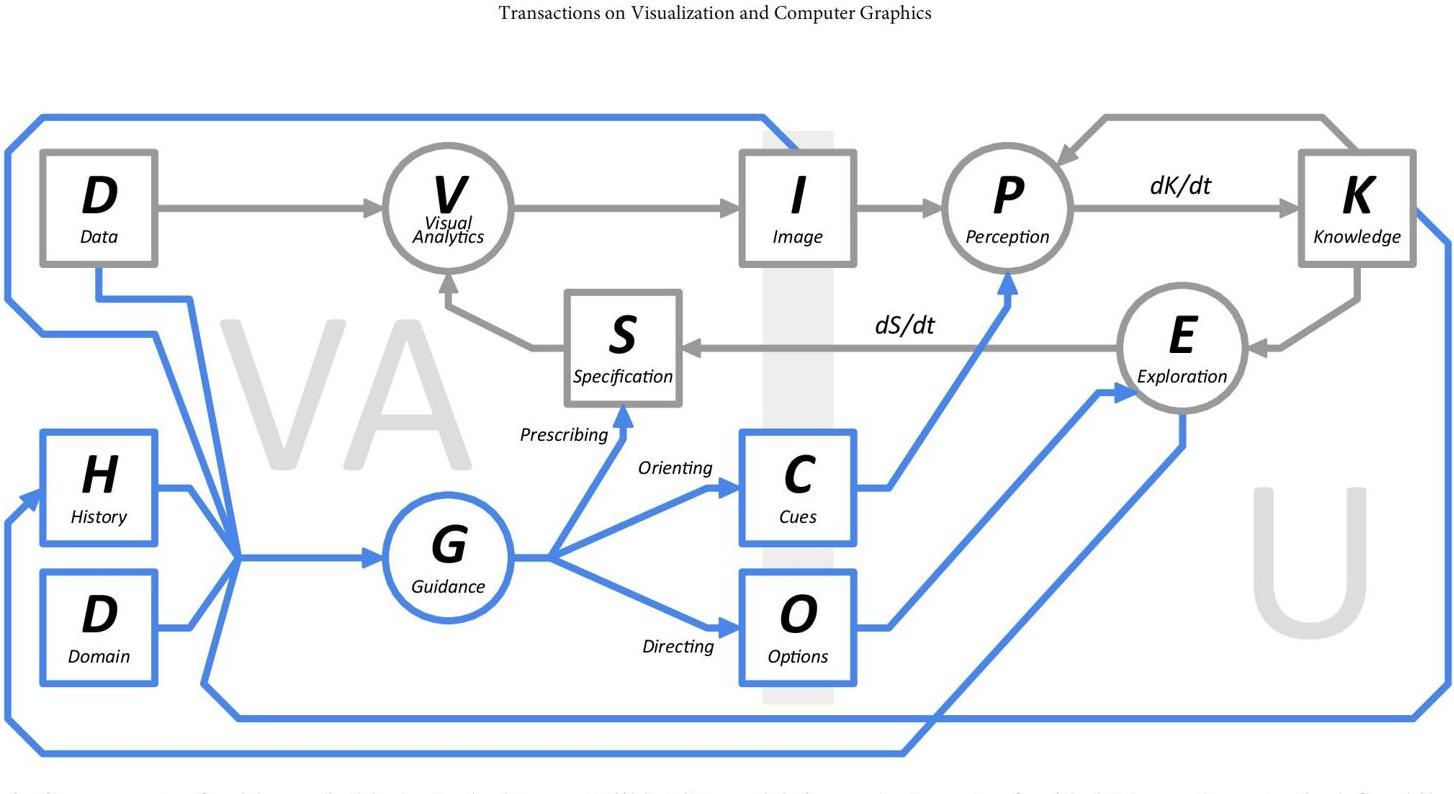 Transactions on Visualization and Computer Graphics
D
Data
V
Visual
Analytics
I
Image
P
Perception
dK/dt
K
Knowledge
VA
S
Specification
dS/dt
E
Exploration
Prescribing
H
History
Orienting
C
Cues
U
G
Guidance
D
Domain
Directing
O
Options